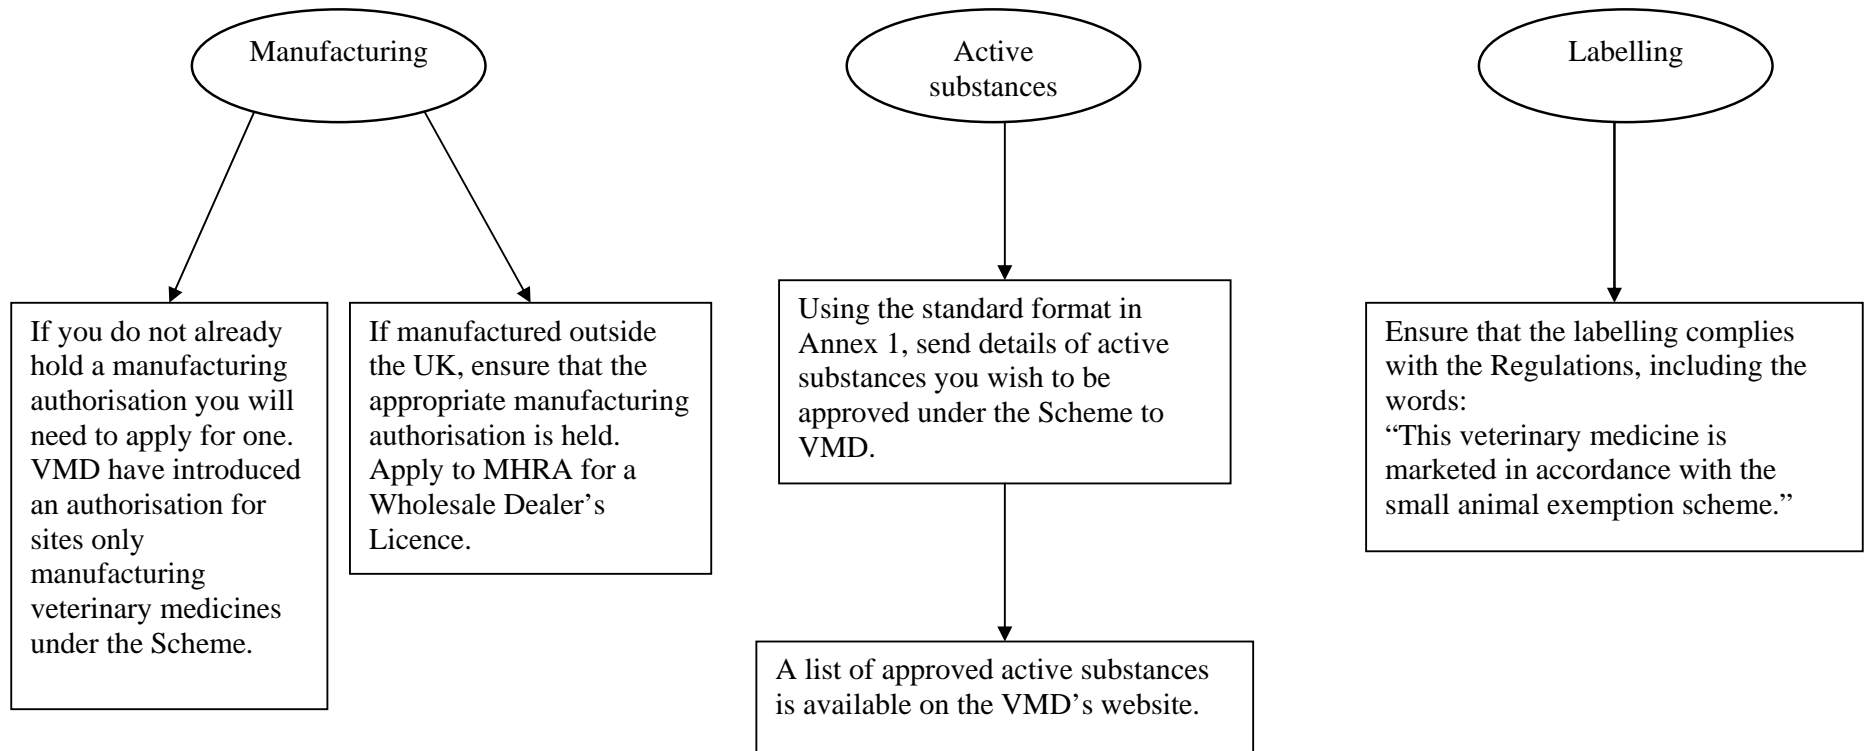 Manufacturing
Active
substances
Labelling
If you do not already
hold a manufacturing
authorisation you will
need to apply for one.
VMD have introduced
an authorisation for
sites only
manufacturing
veterinary medicines
under the Scheme.
If manufactured outside
the UK, ensure that the
appropriate manufacturing
authorisation is held.
Apply to MHRA for a
Wholesale Dealer’s
Licence.
Using the standard format in
Annex 1, send details of active
substances you wish to be
approved under the Scheme to
VMD.
A list of approved active substances
is available on the VMD’s website.
Ensure that the labelling complies
with the Regulations, including the
words:
“This veterinary medicine is
marketed in accordance with the
small animal exemption scheme.”